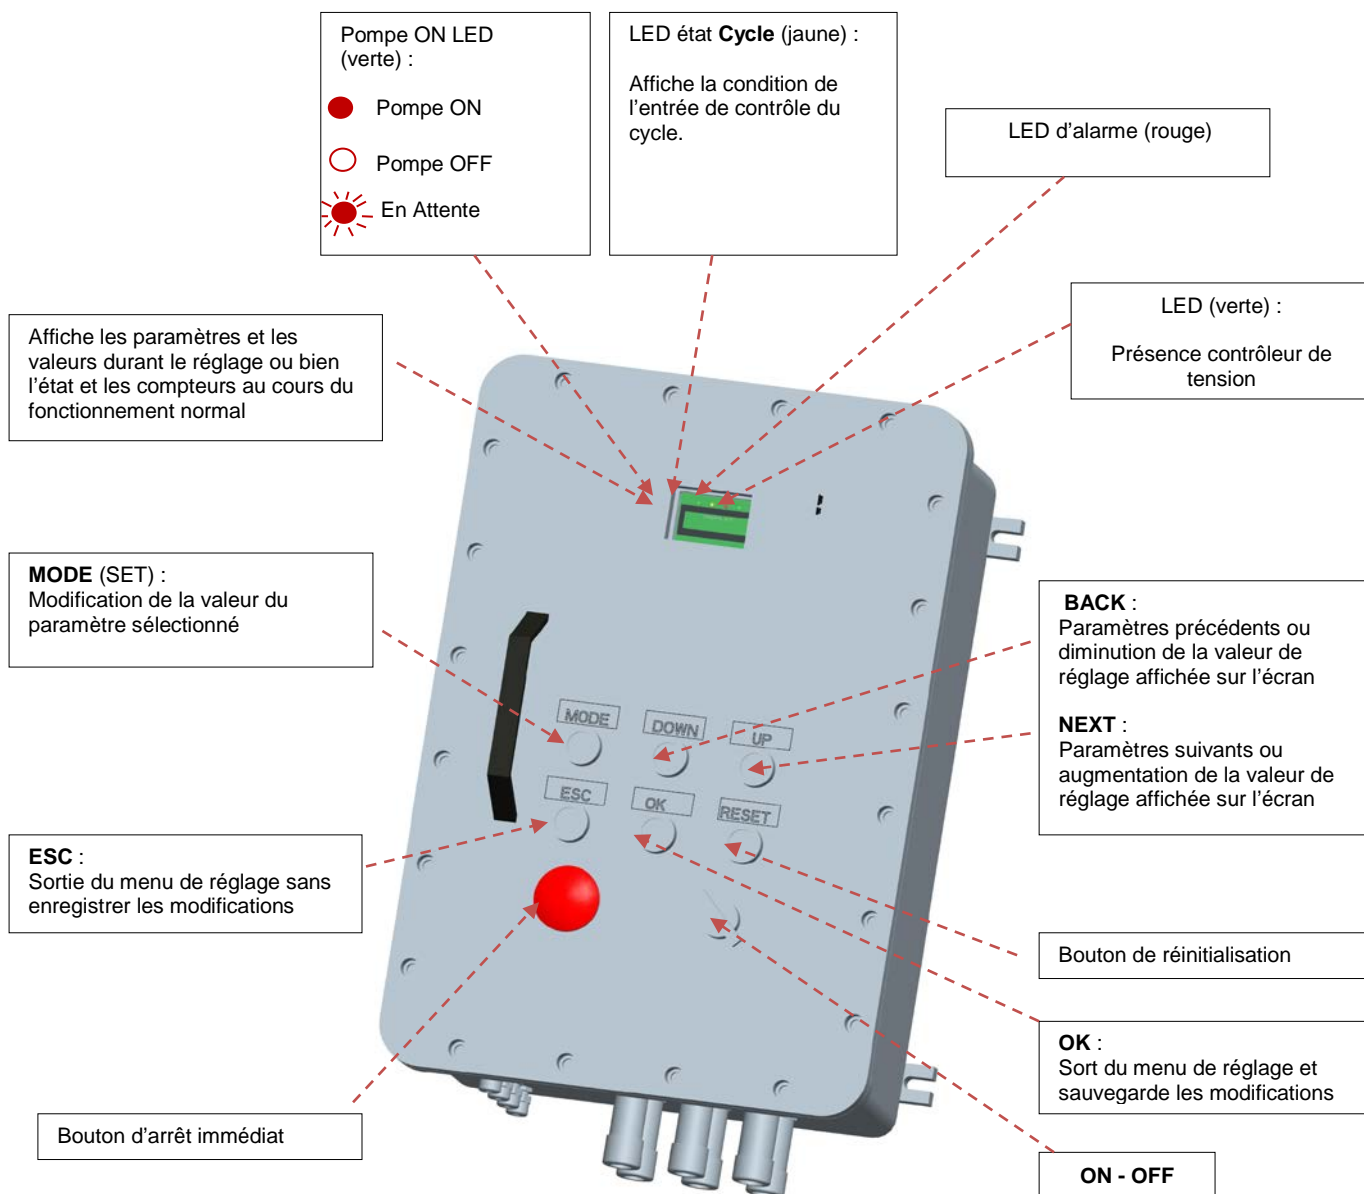 Pompe ON LED
(verte) :
Pompe ON
Pompe OFF
En Attente
LED état Cycle (jaune) :
Affiche la condition de
l’entrée de contrôle du
cycle.
LED d’alarme (rouge)
LED (verte) :
Présence contrôleur de
tension
Affiche les paramètres et les
valeurs durant le réglage ou bien
l’état et les compteurs au cours du
fonctionnement normal
MODE (SET) :
Modification de la valeur du
paramètre sélectionné
BACK :
Paramètres précédents ou
diminution de la valeur de
réglage affichée sur l’écran
NEXT :
Paramètres suivants ou
augmentation de la valeur de
réglage affichée sur l’écran
MODE
DOWN
UP
ESC
OK
RESET
ESC :
Sortie du menu de réglage sans
enregistrer les modifications
Bouton de réinitialisation
OK :
Sort du menu de réglage et
sauvegarde les modifications
Bouton d’arrêt immédiat
ON - OFF